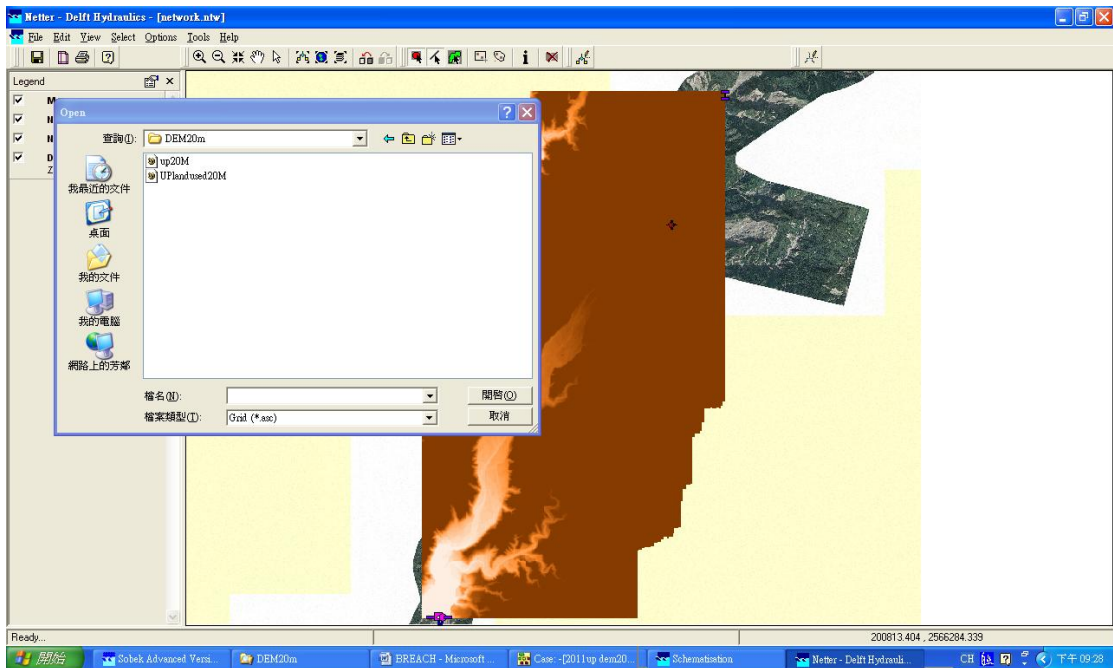 Netter - Delft Hydraulics - [network.ntw]
File Edit View Select Options Tools Help
Legend
Open
查詢(I): DEM20m
up20M
UPlandused20M
我最近的文件
桌面
我的文件
我的電腦
網路上的芳鄰
檔名(N):
開啓(O)
檔案類型(T): Grid (*.asc)
取消
Ready...
200813.404 , 2566284.339
開始
Sobek Advanced Versi...
DEM20m
BREACH - Microsoft ...
Case: -[2011up dem20...
Schematisation
Netter - Delft Hydrauli...
CH
下午 09:28